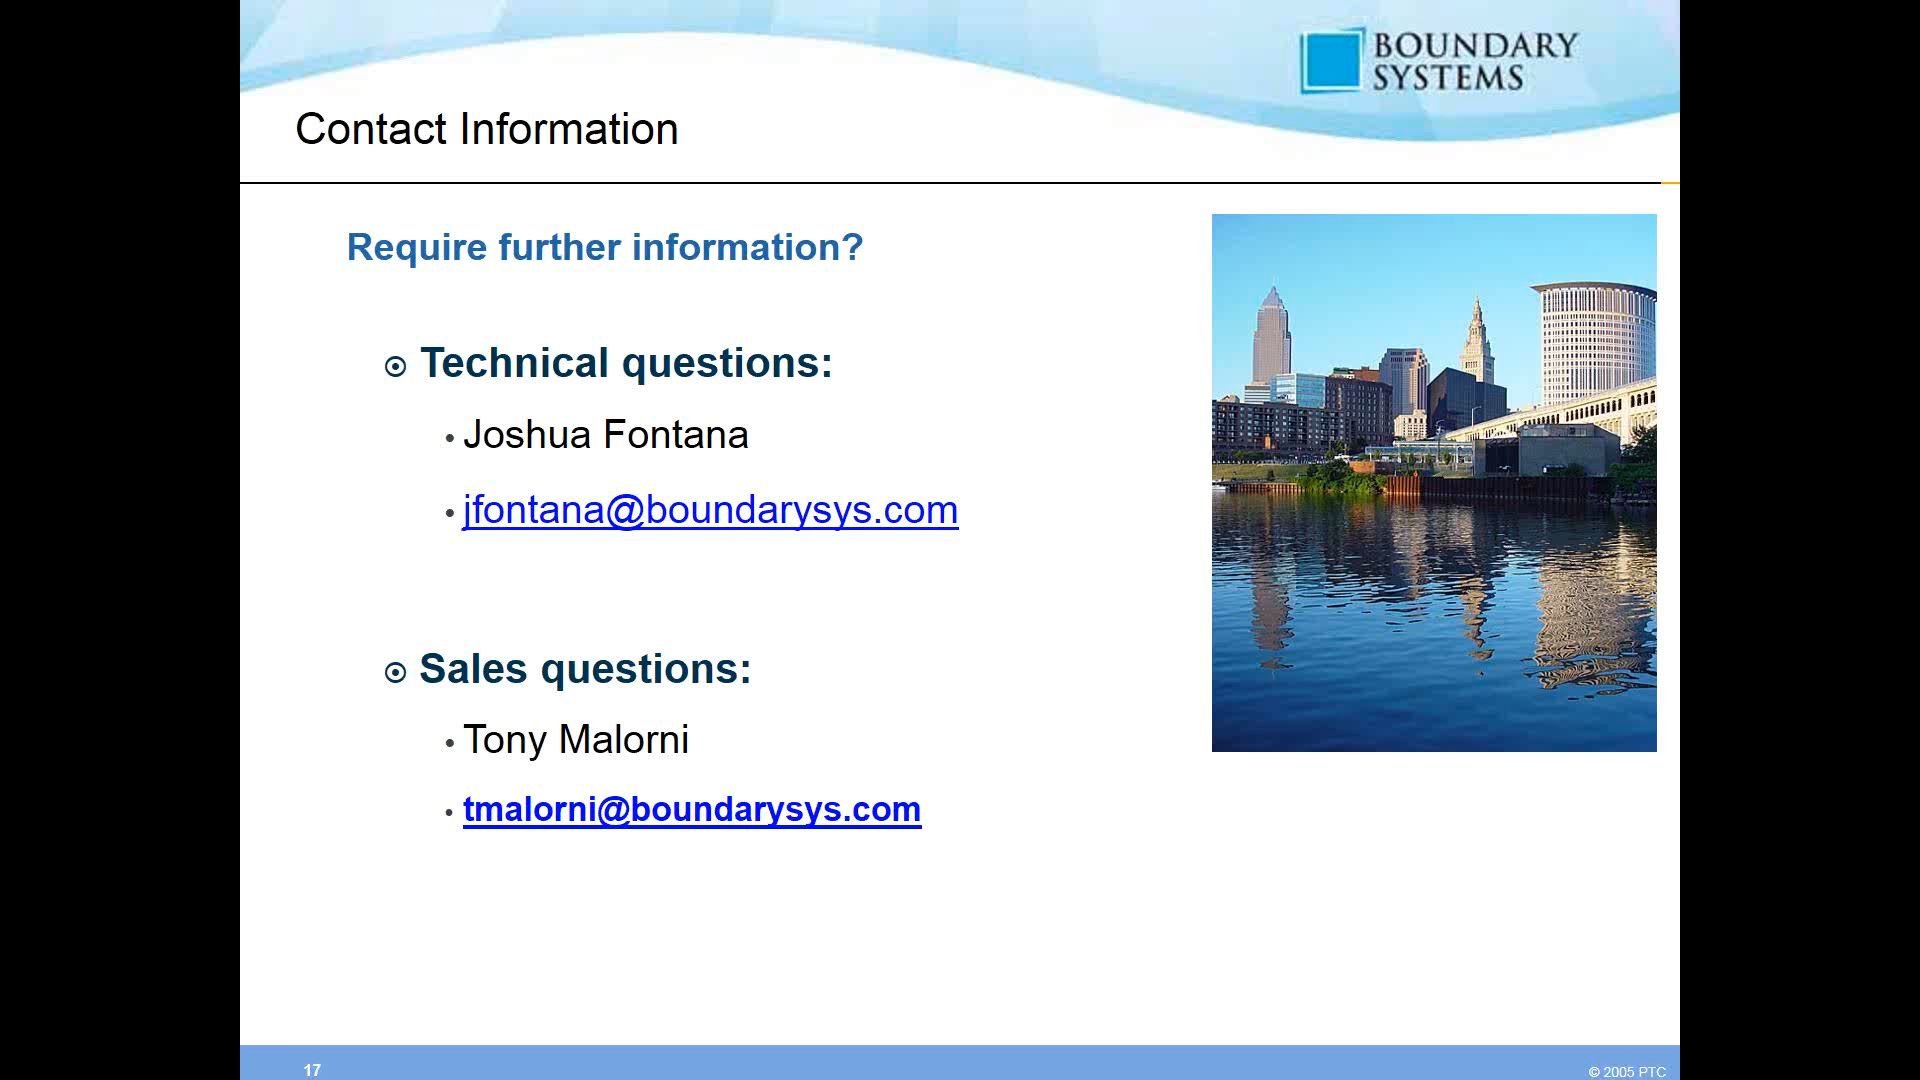 BOUNDARY
SYSTEMS
Contact Information
Require further information?
Technical questions:
Joshua Fontana
jfontana@boundarysys.com
Sales questions:
Tony Malorni
tmalorni@boundarysys.com
17
© 2005 PTC